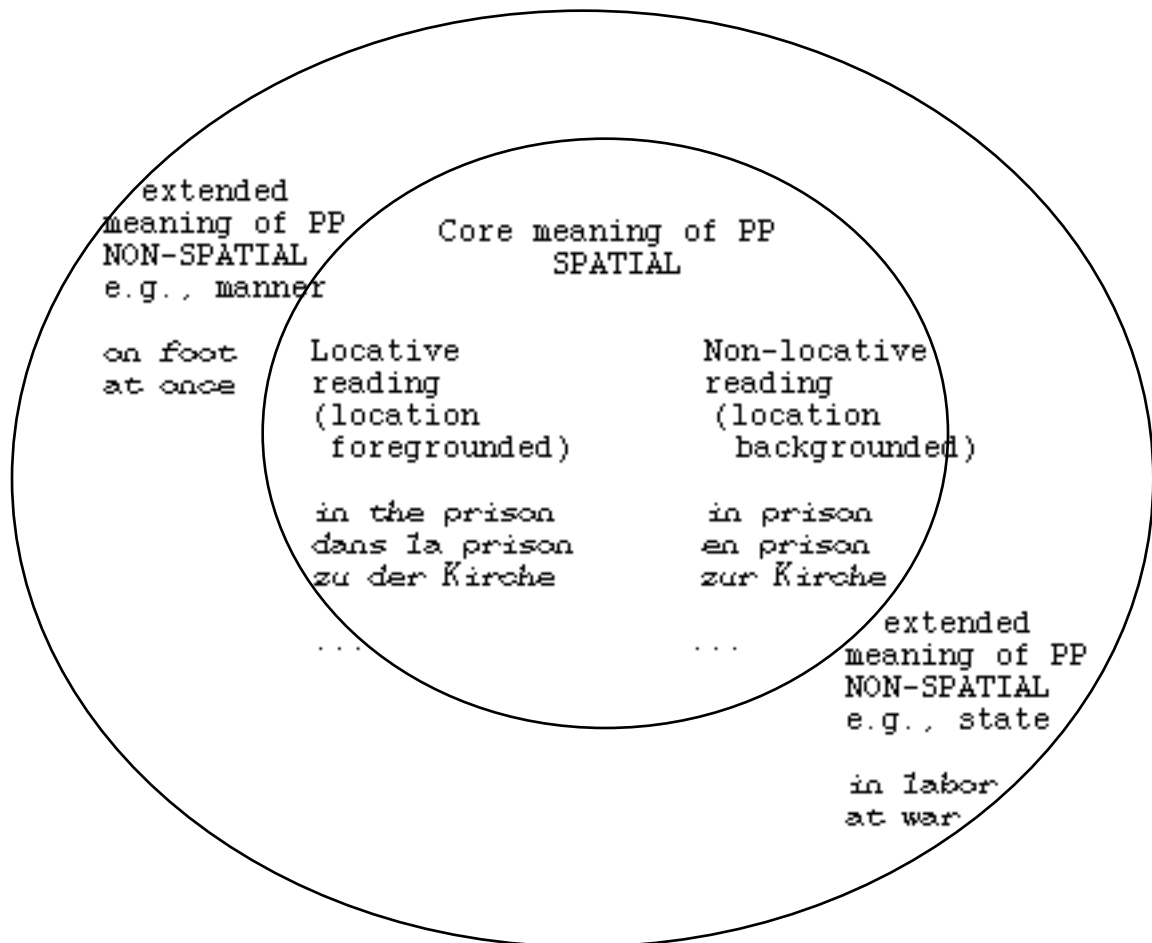 extended
meaning of PP
NON-SPATIAL
e.g., manner
on foot
at once
Core meaning of PP
SPATIAL
Locative
reading
(location
foregrounded)
in the prison
dans la prison
zu der Kirche
...
Non-locative
reading
(location
backgrounded)
in prison
en prison
zur Kirche
...
extended
meaning of PP
NON-SPATIAL
e.g., state
in labor
at war